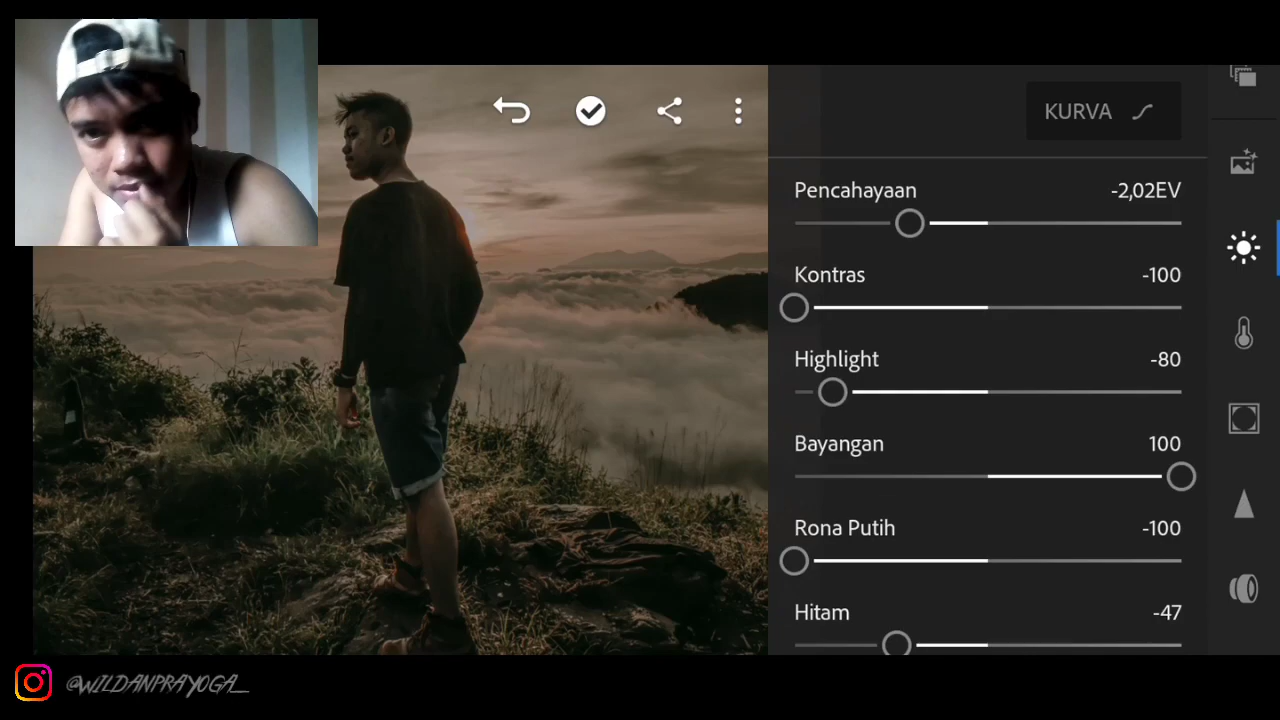 KURVA
Pencahayaan -2,02EV
Kontras -100
Highlight -80
Bayangan 100
Rona Putih -100
Hitam -47
@WILDANPRAYOGA_